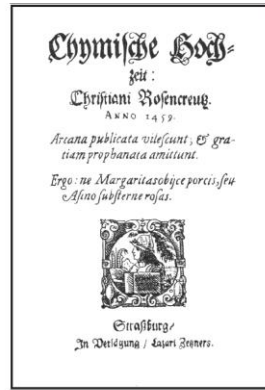 Chymische Hoch-
zeit:
Christiani Rosencreutz.
ANNO 1459.
Arcana publicata vilescunt; & gra-
tiam prophanata amittunt.
Ergo: ne Margaritas obijce porcis, seu
Asino substerne rosas.
Straßburg/
In Verlägung / Lazari Zetzners.